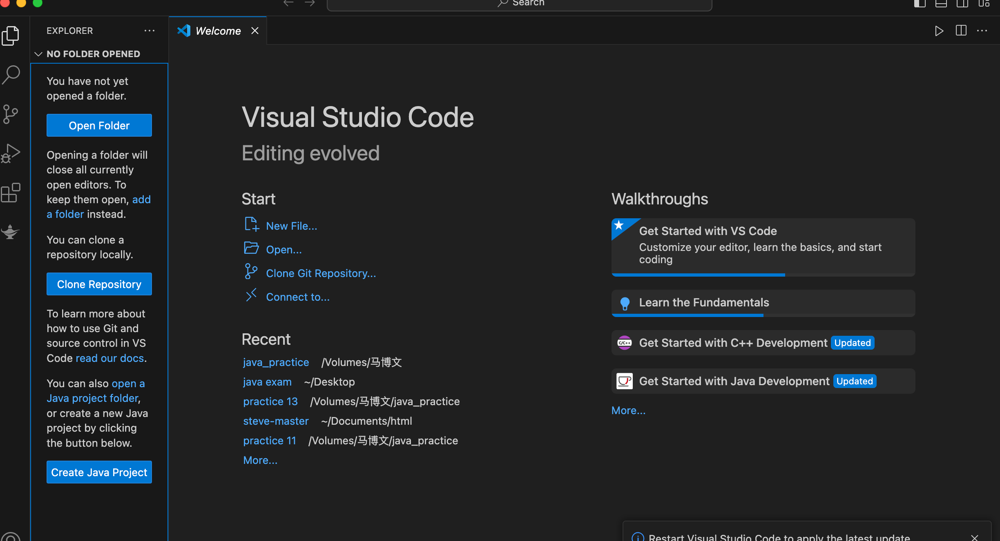 Search
EXPLORER
Welcome
NO FOLDER OPENED
You have not yet
opened a folder.
Open Folder
Opening a folder will
close all currently
open editors. To
keep them open, add
a folder instead.
You can clone a
repository locally.
Clone Repository
To learn more about
how to use Git and
source control in VS
Code read our docs.
You can also open a
Java project folder,
or create a new Java
project by clicking
the button below.
Create Java Project
Visual Studio Code
Editing evolved
Start
New File...
Open...
Clone Git Repository...
Connect to...
Recent
java_practice /Volumes/马博文
java exam ~/Desktop
practice 13 /Volumes/马博文/java_practice
steve-master ~/Documents/html
practice 11 /Volumes/马博文/java_practice
More...
Walkthroughs
Get Started with VS Code
Customize your editor, learn the basics, and start
coding
Learn the Fundamentals
C/C++ Get Started with C++ Development Updated
Get Started with Java Development Updated
More...
Restart Visual Studio Code to apply the latest update.